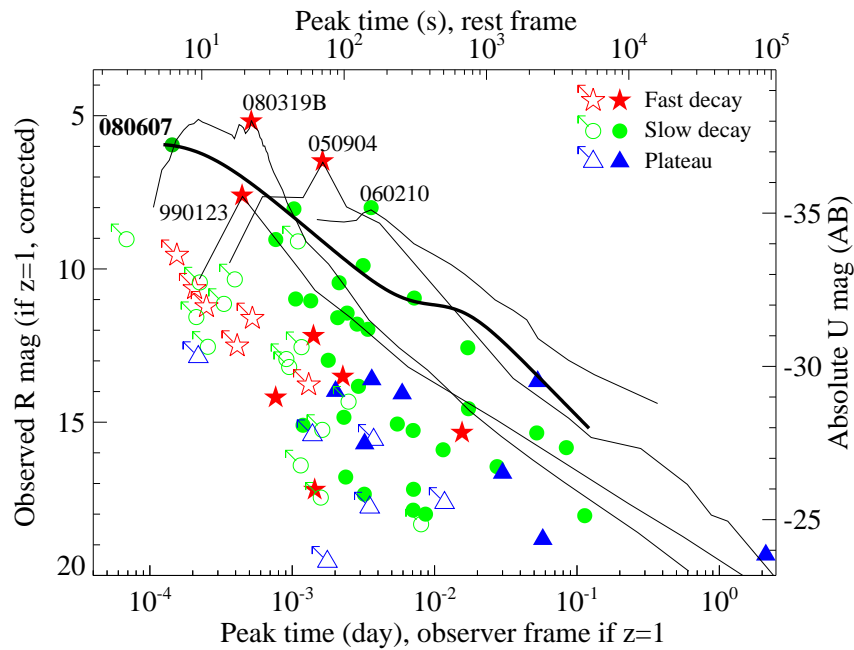 Peak time (s), rest frame
10^1 10^2 10^3 10^4 10^5
Observed R mag (if z=1, corrected)
5
10
15
20
Absolute U mag (AB)
-35
-30
-25
Fast decay
Slow decay
Plateau
080319B
080607
050904
060210
990123
10^-4 10^-3 10^-2 10^-1 10^0
Peak time (day), observer frame if z=1